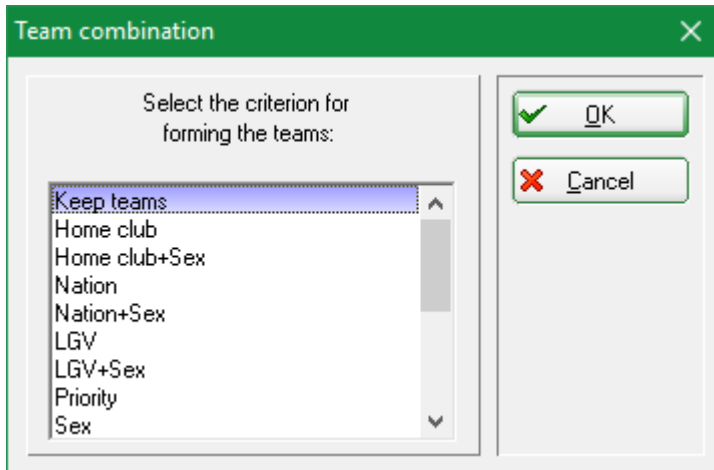 Team combination
Select the criterion for
forming the teams:
Keep teams
Home club
Home club+Sex
Nation
Nation+Sex
LGV
LGV+Sex
Priority
Sex
OK
Cancel